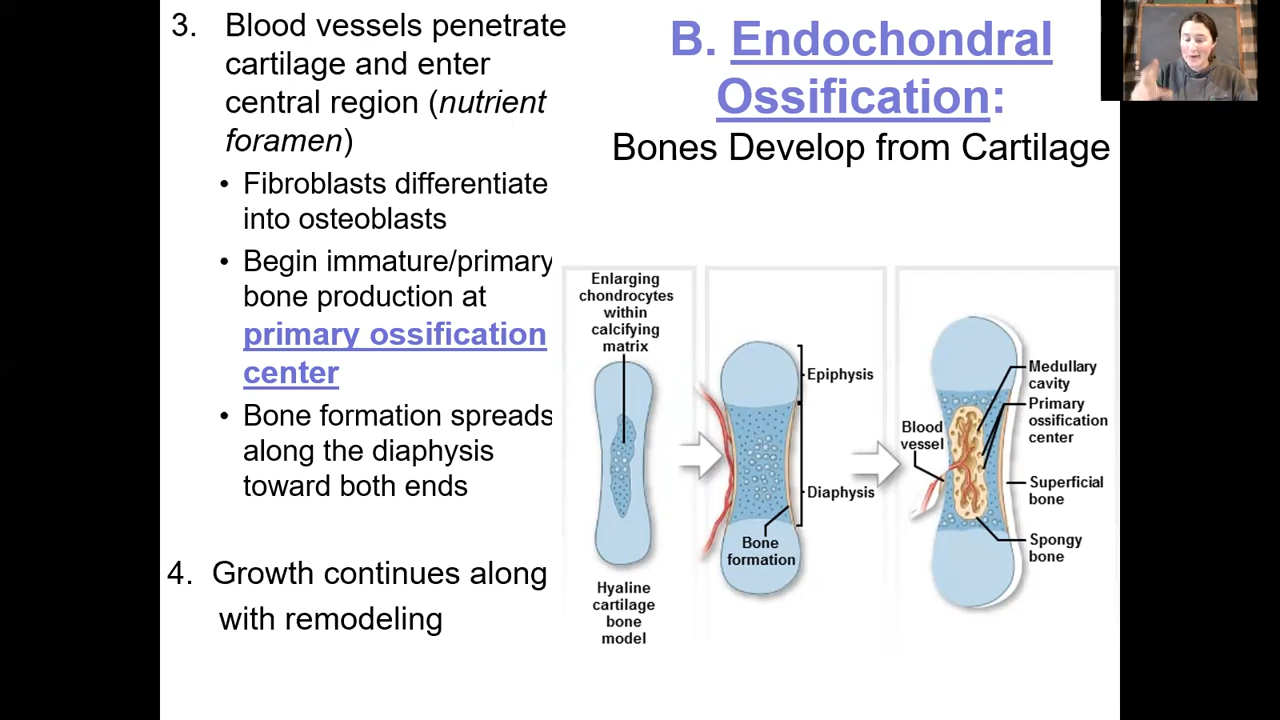 3. Blood vessels penetrate
cartilage and enter
central region (nutrient
foramen)
• Fibroblasts differentiate
into osteoblasts
• Begin immature/primary
bone production at
primary ossification
center
• Bone formation spreads
along the diaphysis
toward both ends
4. Growth continues along
with remodeling
B. Endochondral
Ossification:
Bones Develop from Cartilage
Enlarging
chondrocytes
within
calcifying
matrix
Hyaline
cartilage
bone
model
Epiphysis
Diaphysis
Bone
formation
Blood
vessel
Medullary
cavity
Primary
ossification
center
Superficial
bone
Spongy
bone